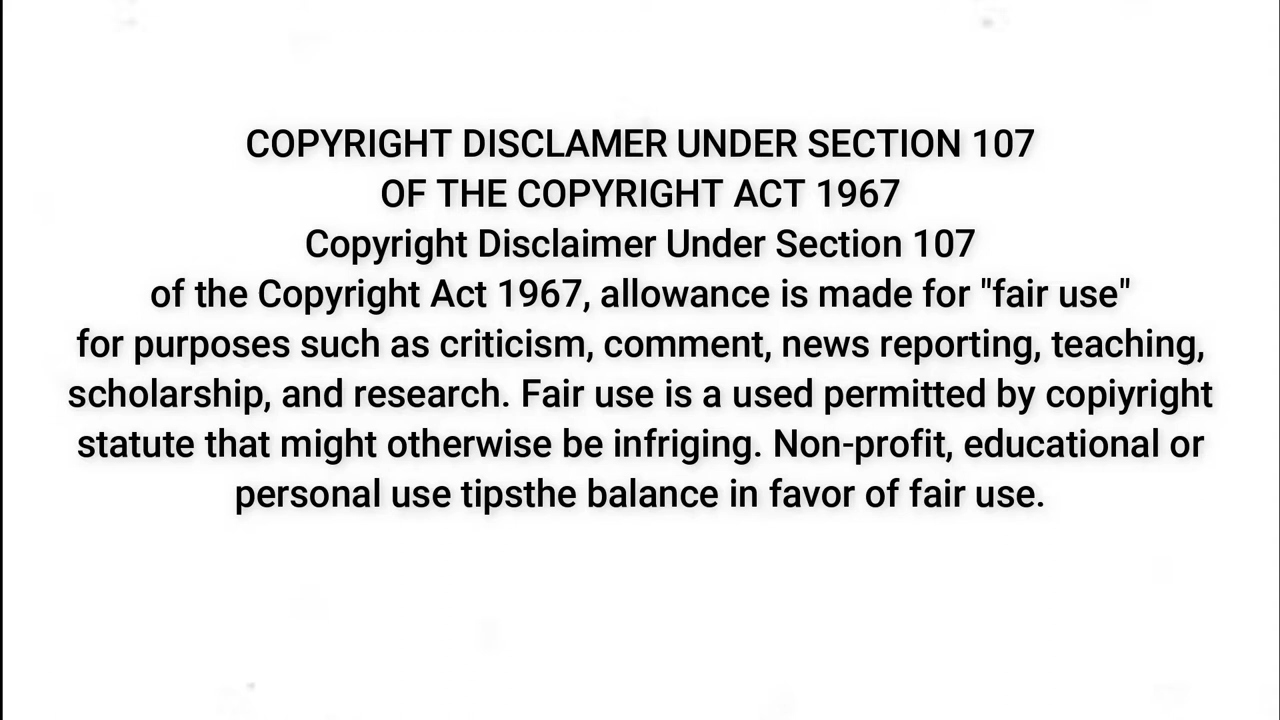 COPYRIGHT DISCLAMER UNDER SECTION 107
OF THE COPYRIGHT ACT 1967
Copyright Disclaimer Under Section 107
of the Copyright Act 1967, allowance is made for "fair use"
for purposes such as criticism, comment, news reporting, teaching,
scholarship, and research. Fair use is a used permitted by copiyright
statute that might otherwise be infriging. Non-profit, educational or
personal use tipsthe balance in favor of fair use.